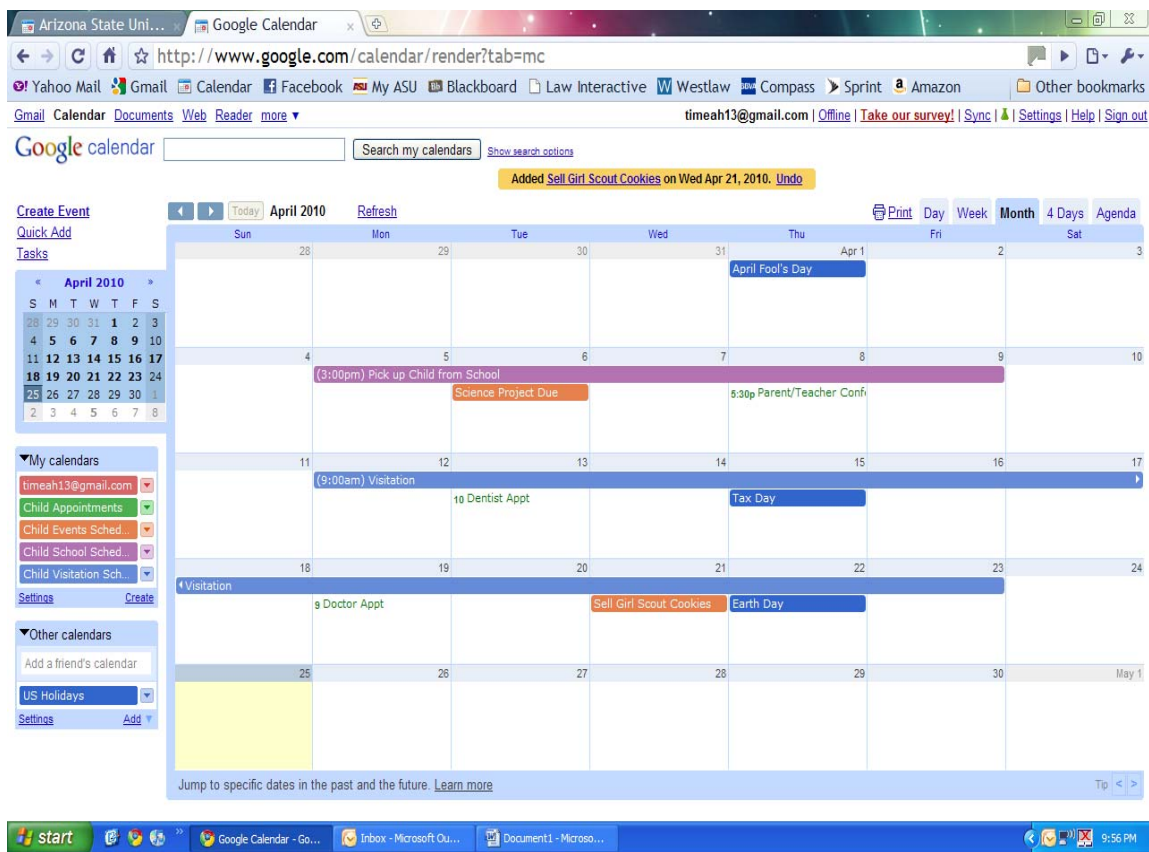 Arizona State Uni...
Google Calendar
http://www.google.com/calendar/render?tab=mc
Yahoo Mail Gmail Calendar Facebook My ASU Blackboard Law Interactive Westlaw Compass Sprint Amazon Other bookmarks
Gmail Calendar Documents Web Reader more ▼ timeah13@gmail.com | Offline | Take our survey! | Sync | | Settings | Help | Sign out
Google calendar Search my calendars Show search options
Added Sell Girl Scout Cookies on Wed Apr 21, 2010. Undo
Create Event
Quick Add
Tasks
« April 2010 »
S M T W T F S
28 29 30 31 1 2 3
4 5 6 7 8 9 10
11 12 13 14 15 16 17
18 19 20 21 22 23 24
25 26 27 28 29 30 1
2 3 4 5 6 7 8
▼My calendars
timeah13@gmail.com
Child Appointments
Child Events Sched...
Child School Sched...
Child Visitation Sch...
Settings Create
▼Other calendars
Add a friend's calendar
US Holidays
Settings Add ▼
Today April 2010 Refresh Print Day Week Month 4 Days Agenda
Sun Mon Tue Wed Thu Fri Sat
28 29 30 31 Apr 1 2 3
April Fool's Day
4 5 6 7 8 9 10
(3:00pm) Pick up Child from School
Science Project Due 5:30p Parent/Teacher Conf
11 12 13 14 15 16 17
(9:00am) Visitation
10 Dentist Appt Tax Day
18 19 20 21 22 23 24
Visitation
9 Doctor Appt Sell Girl Scout Cookies Earth Day
25 26 27 28 29 30 May 1
Jump to specific dates in the past and the future. Learn more Tip < >
start Google Calendar - Go... Inbox - Microsoft Ou... Document1 - Microso... 9:56 PM